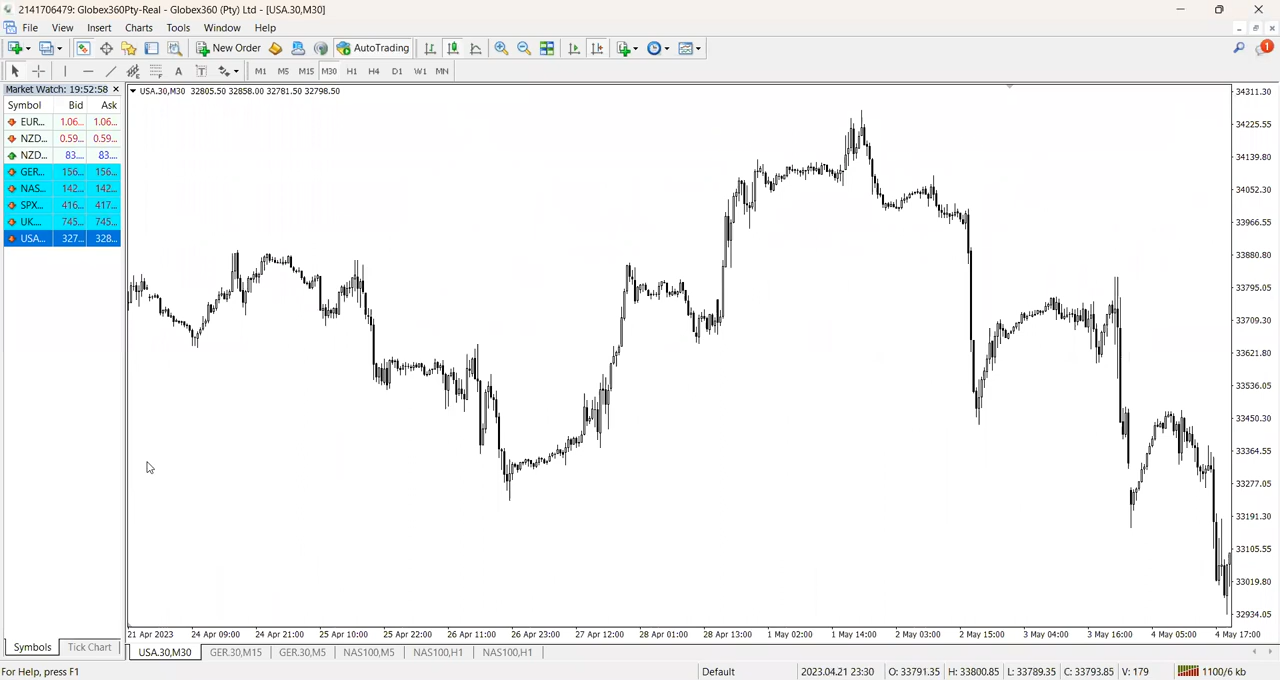 2141706479: Globex360Pty-Real - Globex360 (Pty) Ltd - [USA.30,M30]
File View Insert Charts Tools Window Help
New Order AutoTrading 1
A T M1 M5 M15 M30 H1 H4 D1 W1 MN
Market Watch: 19:52:58
Symbol Bid Ask
EUR... 1.06... 1.06...
NZD... 0.59... 0.59...
NZD... 83.... 83....
GER... 156... 156...
NAS... 142... 142...
SPX... 416... 417...
UK.... 745... 745...
USA... 327... 328...
Symbols Tick Chart
USA.30,M30 32805.50 32858.00 32781.50 32798.50
34311.30
34225.55
34139.80
34052.30
33966.55
33880.80
33795.05
33709.30
33621.80
33536.05
33450.30
33364.55
33277.05
33191.30
33105.55
33019.80
32934.05
21 Apr 2023 24 Apr 09:00 24 Apr 21:00 25 Apr 10:00 25 Apr 22:00 26 Apr 11:00 26 Apr 23:00 27 Apr 12:00 28 Apr 01:00 28 Apr 13:00 1 May 02:00 1 May 14:00 2 May 03:00 2 May 15:00 3 May 04:00 3 May 16:00 4 May 05:00 4 May 17:00
USA.30,M30 GER.30,M15 GER.30,M5 NAS100,M5 NAS100,H1 NAS100,H1
For Help, press F1 Default 2023.04.21 23:30 O: 33791.35 H: 33800.85 L: 33789.35 C: 33793.85 V: 179 1100/6 kb